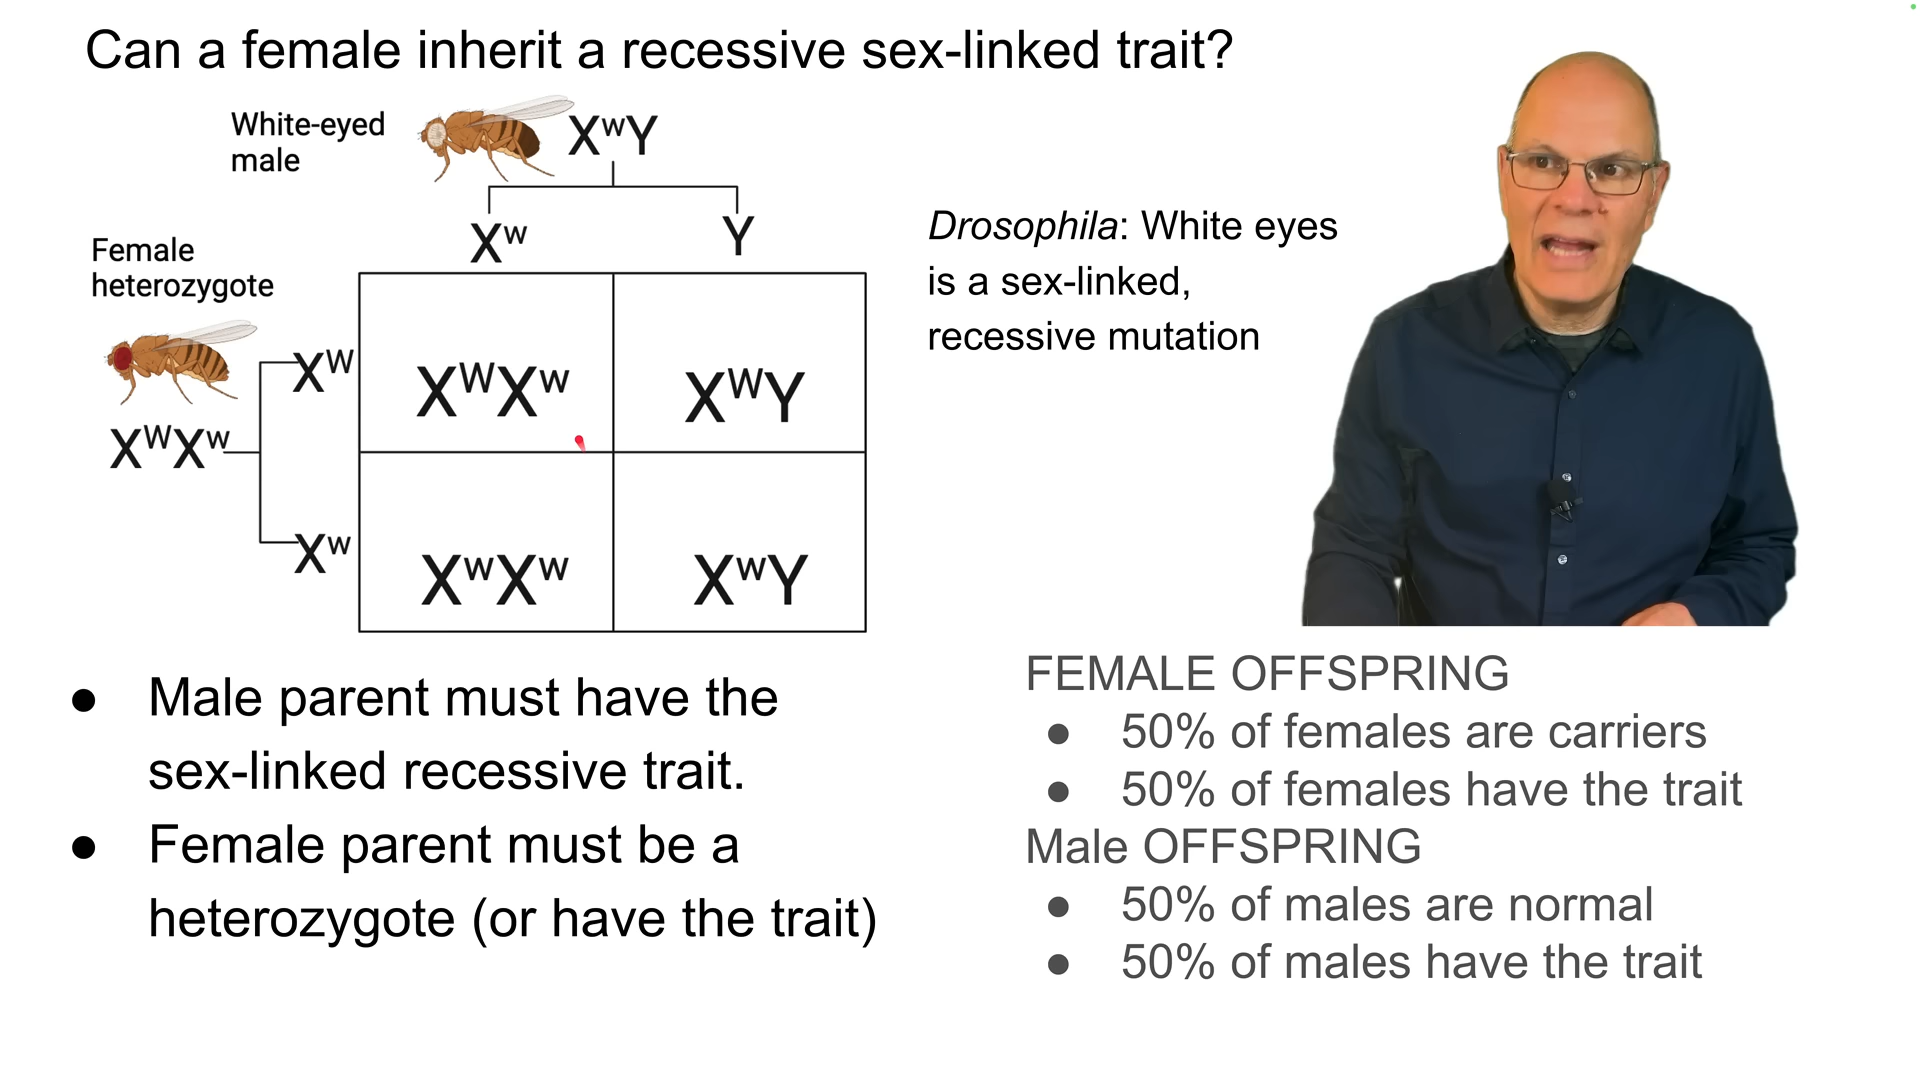 Can a female inherit a recessive sex-linked trait?
White-eyed
male
XʷY
Xʷ
Y
Female
heterozygote
Xᵂ
XᵂXʷ
Xʷ
XᵂXʷ
XᵂY
XʷXʷ
XʷY
Drosophila: White eyes
is a sex-linked,
recessive mutation
● Male parent must have the
sex-linked recessive trait.
● Female parent must be a
heterozygote (or have the trait)
FEMALE OFFSPRING
● 50% of females are carriers
● 50% of females have the trait
Male OFFSPRING
● 50% of males are normal
● 50% of males have the trait